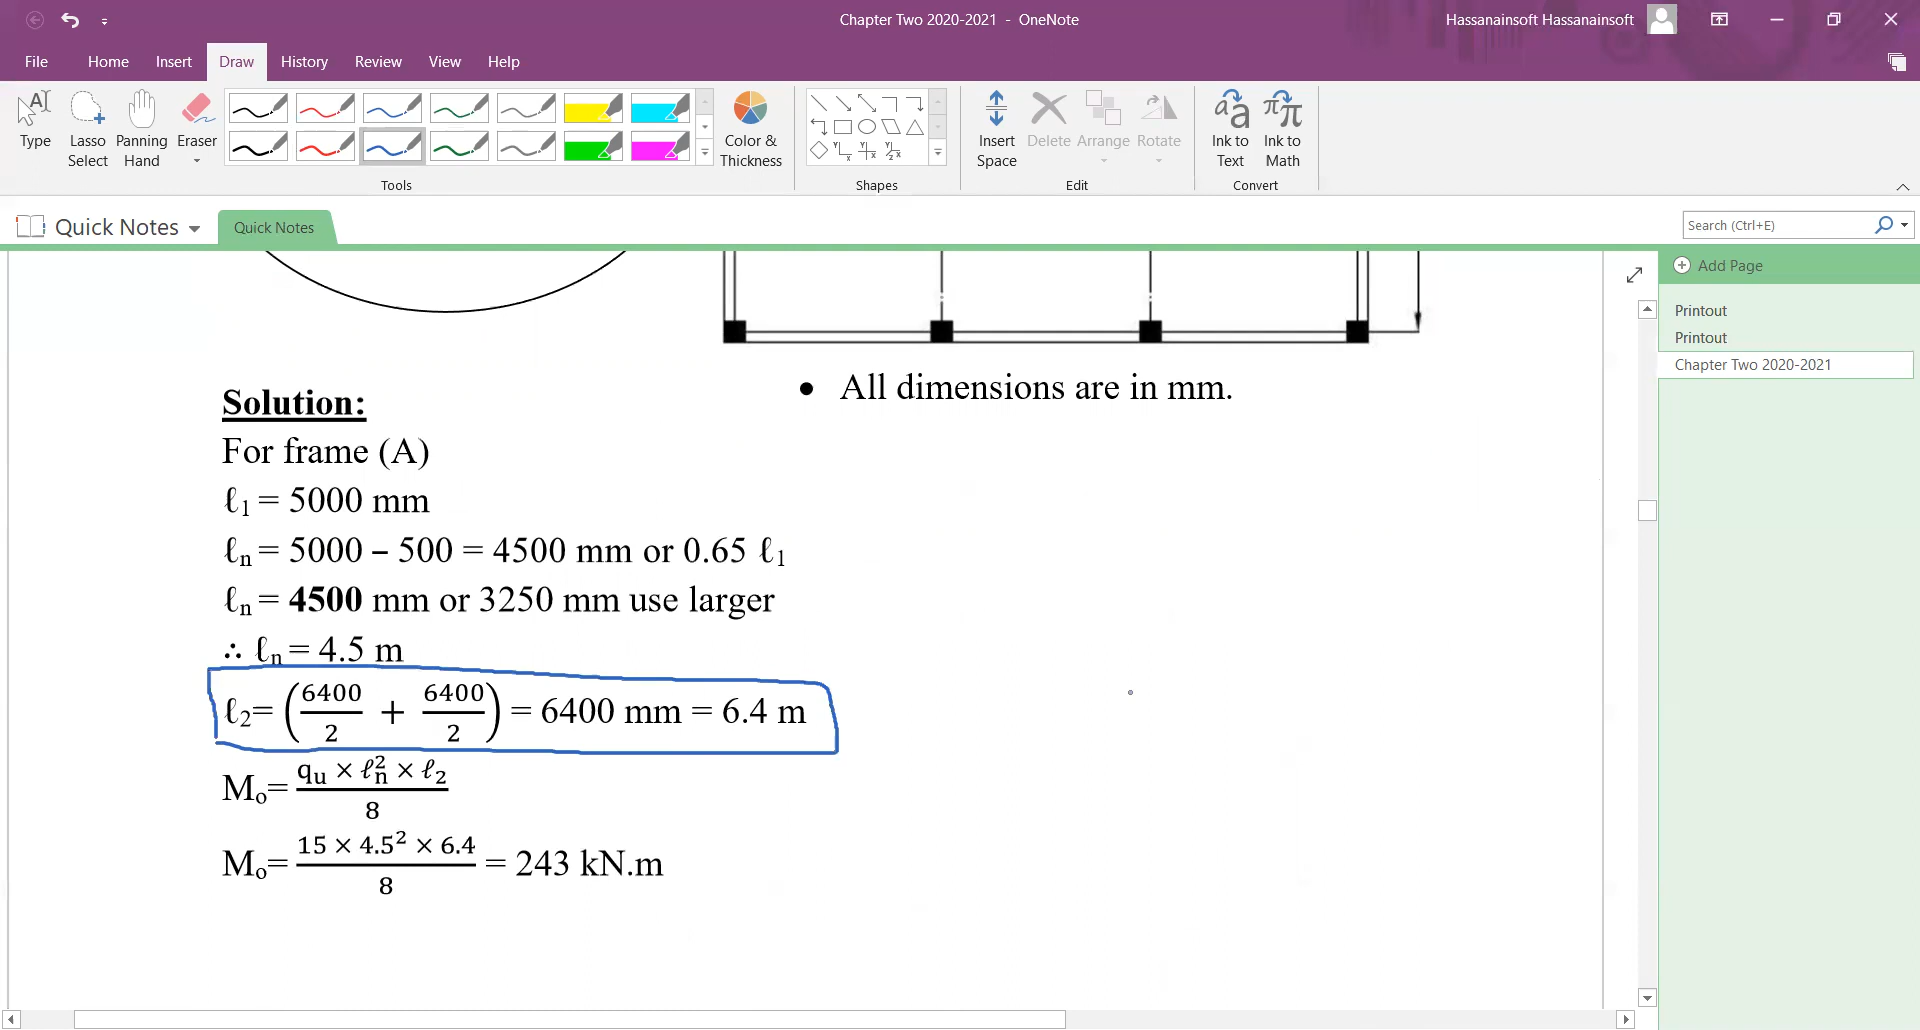 Chapter Two 2020-2021 - OneNote
Hassanainsoft Hassanainsoft
File Home Insert Draw History Review View Help
Type
Lasso Select
Panning Hand
Eraser
Color & Thickness
Insert Space
Delete
Arrange
Rotate
Ink to Text
Ink to Math
Tools Shapes Edit Convert
Quick Notes
Quick Notes
Search (Ctrl+E)
Add Page
Printout
Printout
Chapter Two 2020-2021
• All dimensions are in mm.
Solution:
For frame (A)
ℓ₁ = 5000 mm
ℓₙ = 5000 – 500 = 4500 mm or 0.65 ℓ₁
ℓₙ = 4500 mm or 3250 mm use larger
∴ ℓₙ = 4.5 m
ℓ₂= (6400/2 + 6400/2) = 6400 mm = 6.4 m
Mₒ= (qᵤ × ℓₙ² × ℓ₂)/8
Mₒ= (15 × 4.5² × 6.4)/8 = 243 kN.m